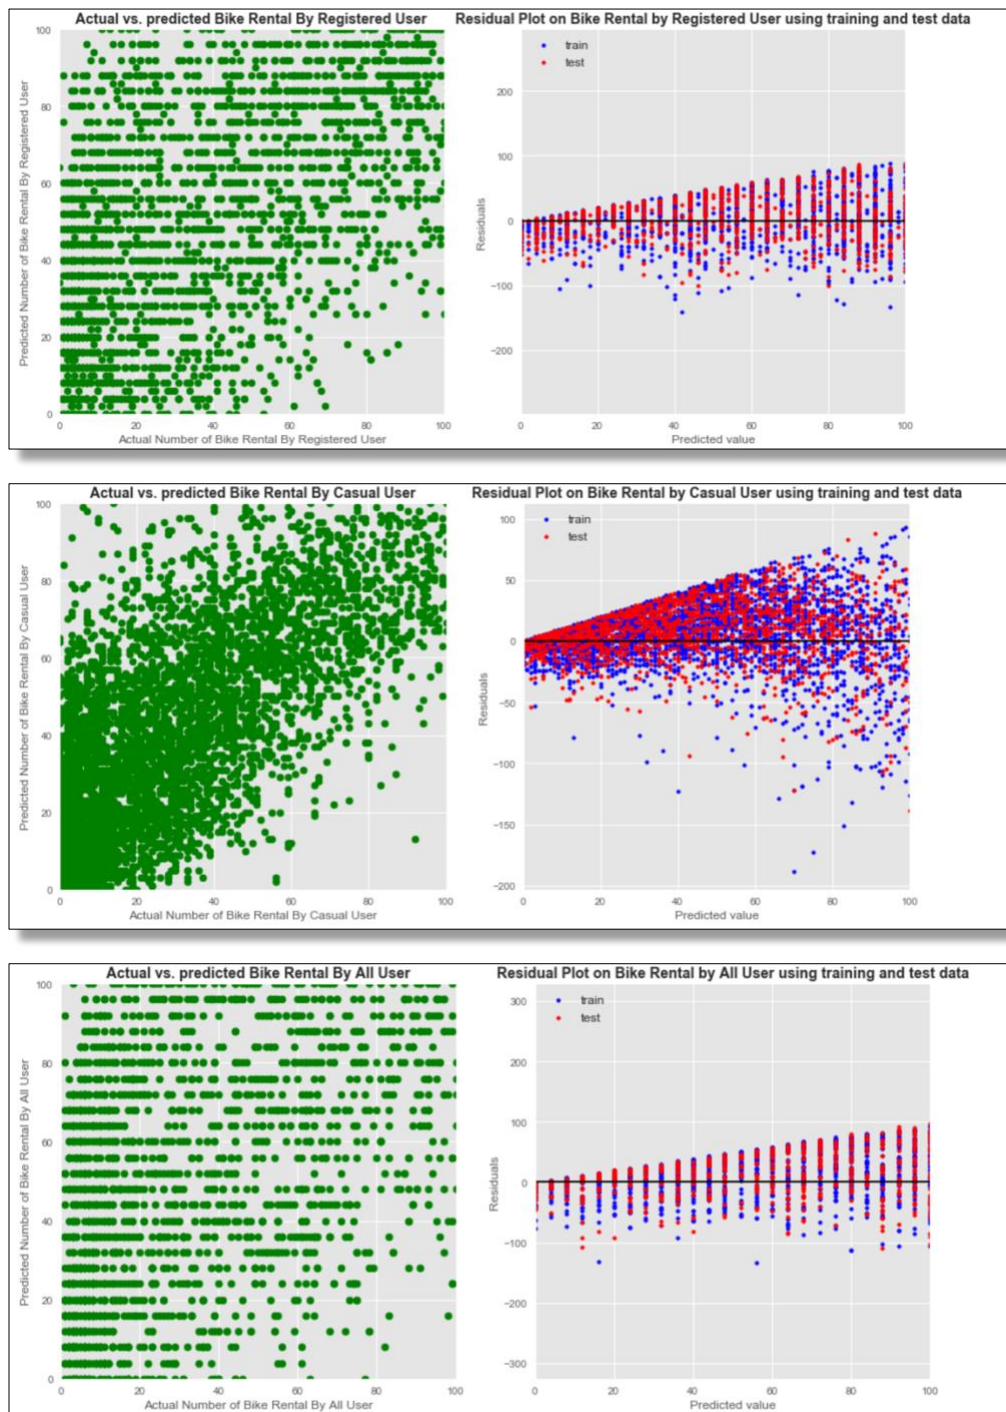 Actual vs. predicted Bike Rental By Registered User
100
80
60
40
20
0
Predicted Number of Bike Rental By Registered User
0 20 40 60 80 100
Actual Number of Bike Rental By Registered User
Residual Plot on Bike Rental by Registered User using training and test data
train
test
200
100
0
−100
−200
Residuals
0 20 40 60 80 100
Predicted value
Actual vs. predicted Bike Rental By Casual User
100
80
60
40
20
0
Predicted Number of Bike Rental By Casual User
0 20 40 60 80 100
Actual Number of Bike Rental By Casual User
Residual Plot on Bike Rental by Casual User using training and test data
train
test
100
50
0
−50
−100
−150
−200
Residuals
0 20 40 60 80 100
Predicted value
Actual vs. predicted Bike Rental By All User
100
80
60
40
20
0
Predicted Number of Bike Rental By All User
0 20 40 60 80 100
Actual Number of Bike Rental By All User
Residual Plot on Bike Rental by All User using training and test data
train
test
300
200
100
0
−100
−200
−300
Residuals
0 20 40 60 80 100
Predicted value